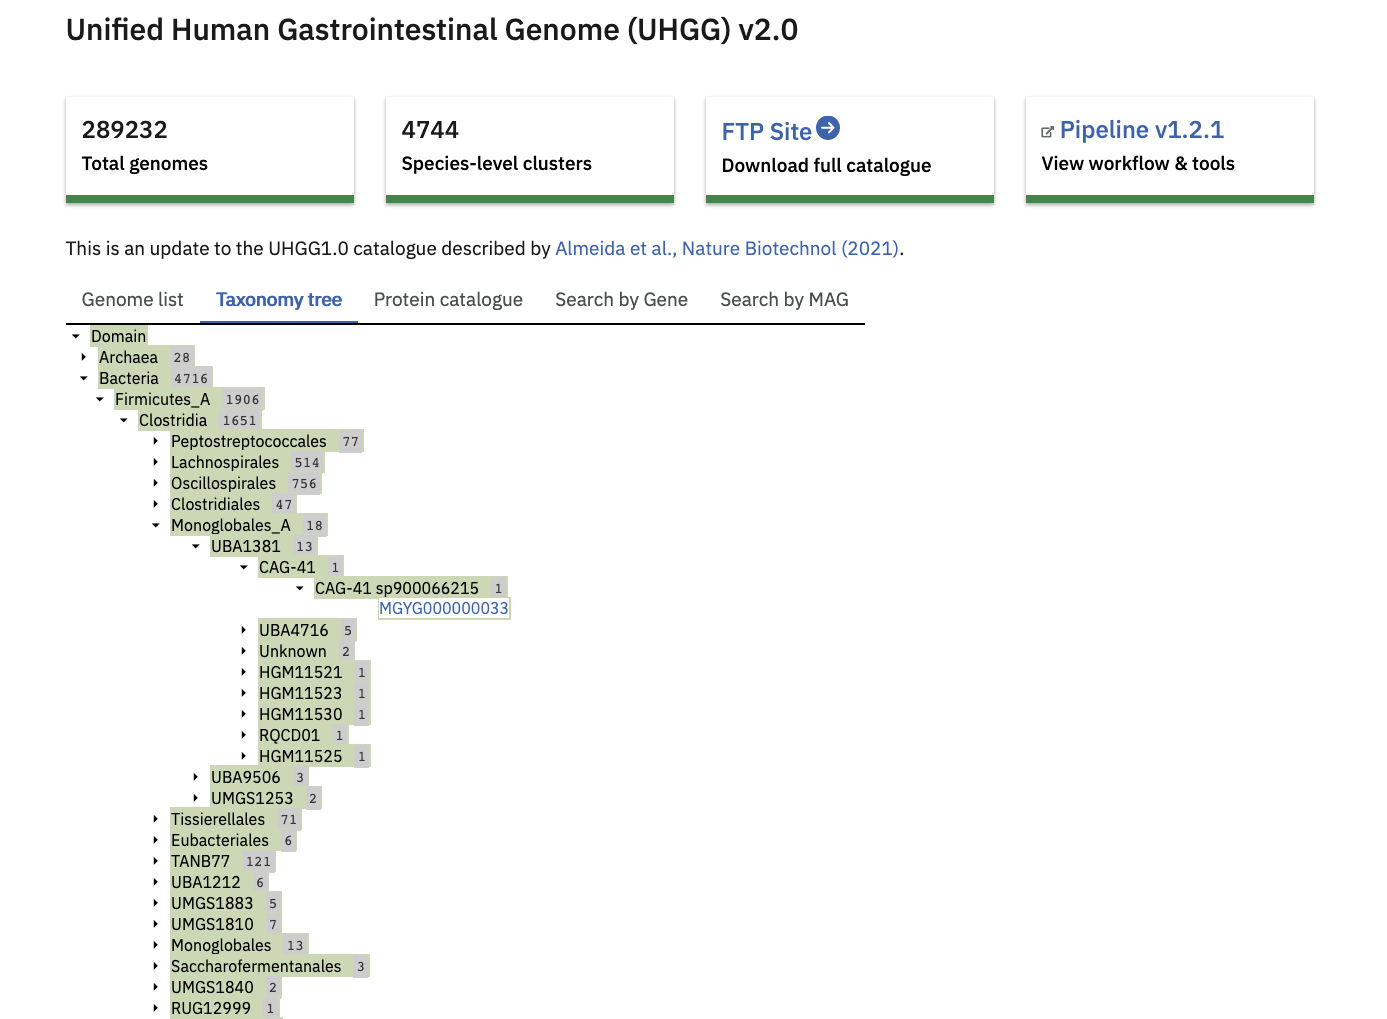 Unified Human Gastrointestinal Genome (UHGG) v2.0
289232
Total genomes
4744
Species-level clusters
FTP Site
Download full catalogue
Pipeline v1.2.1
View workflow & tools
This is an update to the UHGG1.0 catalogue described by Almeida et al., Nature Biotechnol (2021).
Genome list Taxonomy tree Protein catalogue Search by Gene Search by MAG
Domain
Archaea 28
Bacteria 4716
Firmicutes_A 1906
Clostridia 1651
Peptostreptococcales 77
Lachnospirales 514
Oscillospirales 756
Clostridiales 47
Monoglobales_A 18
UBA1381 13
CAG-41 1
CAG-41 sp900066215 1
MGYG000000033
UBA4716 5
Unknown 2
HGM11521 1
HGM11523 1
HGM11530 1
RQCD01 1
HGM11525 1
UBA9506 3
UMGS1253 2
Tissierellales 71
Eubacteriales 6
TANB77 121
UBA1212 6
UMGS1883 5
UMGS1810 7
Monoglobales 13
Saccharofermentanales 3
UMGS1840 2
RUG12999 1